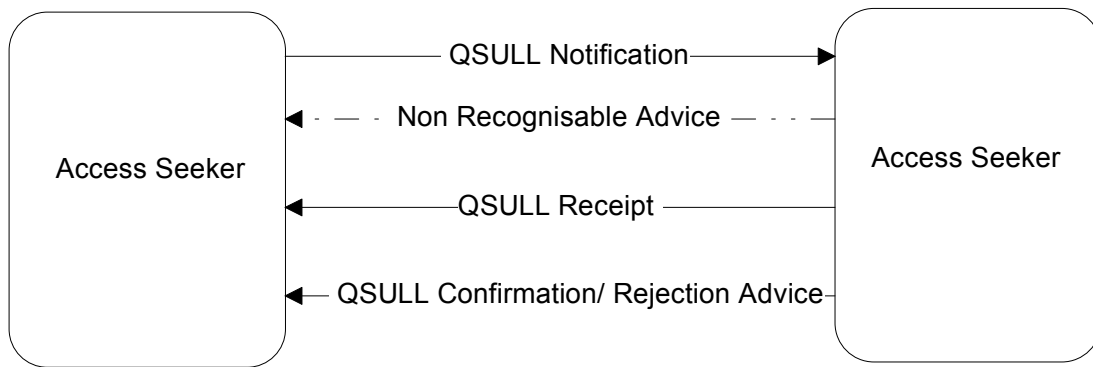 QSULL Notification
Non Recognisable Advice
Access Seeker
Access Seeker
QSULL Receipt
QSULL Confirmation/ Rejection Advice